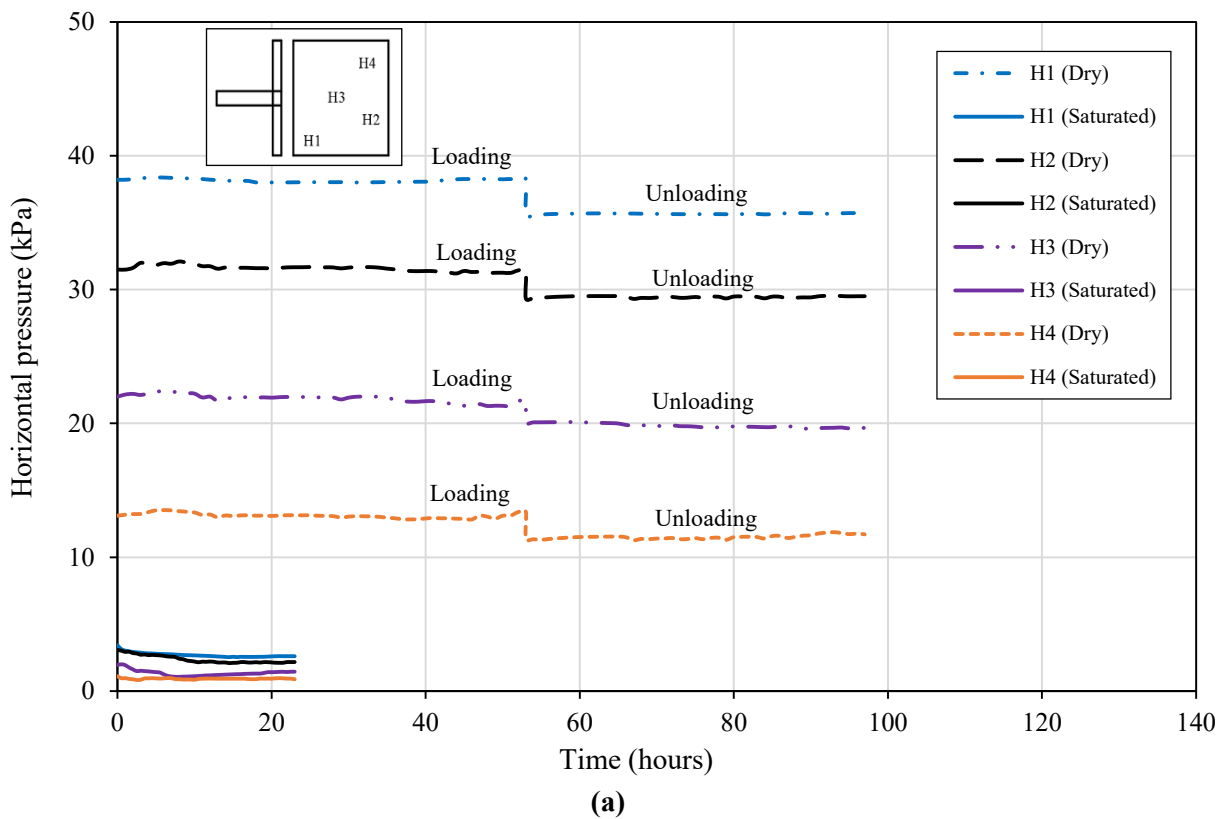 50
40
30
20
10
0
Horizontal pressure (kPa)
H4
H3
H2
H1
Loading
Unloading
Loading
Unloading
Loading
Unloading
Loading
Unloading
H1 (Dry)
H1 (Saturated)
H2 (Dry)
H2 (Saturated)
H3 (Dry)
H3 (Saturated)
H4 (Dry)
H4 (Saturated)
0 20 40 60 80 100 120 140
Time (hours)
(a)